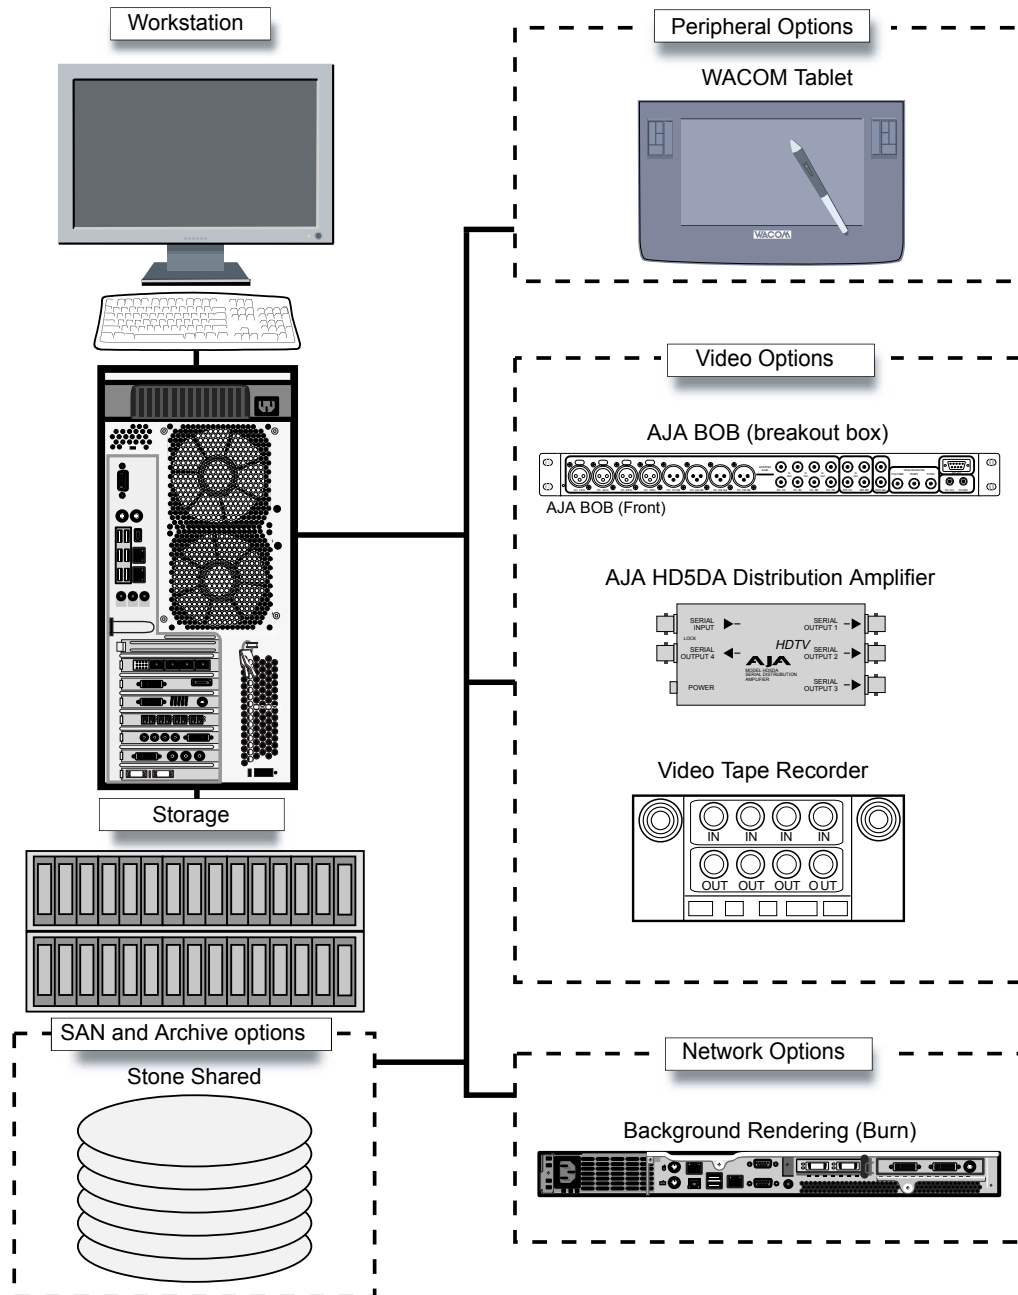 Workstation
Peripheral Options
WACOM Tablet
WACOM
Video Options
AJA BOB (breakout box)
AJA BOB (Front)
AJA HD5DA Distribution Amplifier
SERIAL INPUT
SERIAL OUTPUT 1
LOCK
HDTV
SERIAL OUTPUT 4
SERIAL OUTPUT 2
AJA
MODEL HD5DA
SERIAL DISTRUBUTION
AMPLIFIER
POWER
SERIAL OUTPUT 3
Video Tape Recorder
IN IN IN IN
OUT OUT OUT OUT
Storage
SAN and Archive options
Stone Shared
Network Options
Background Rendering (Burn)